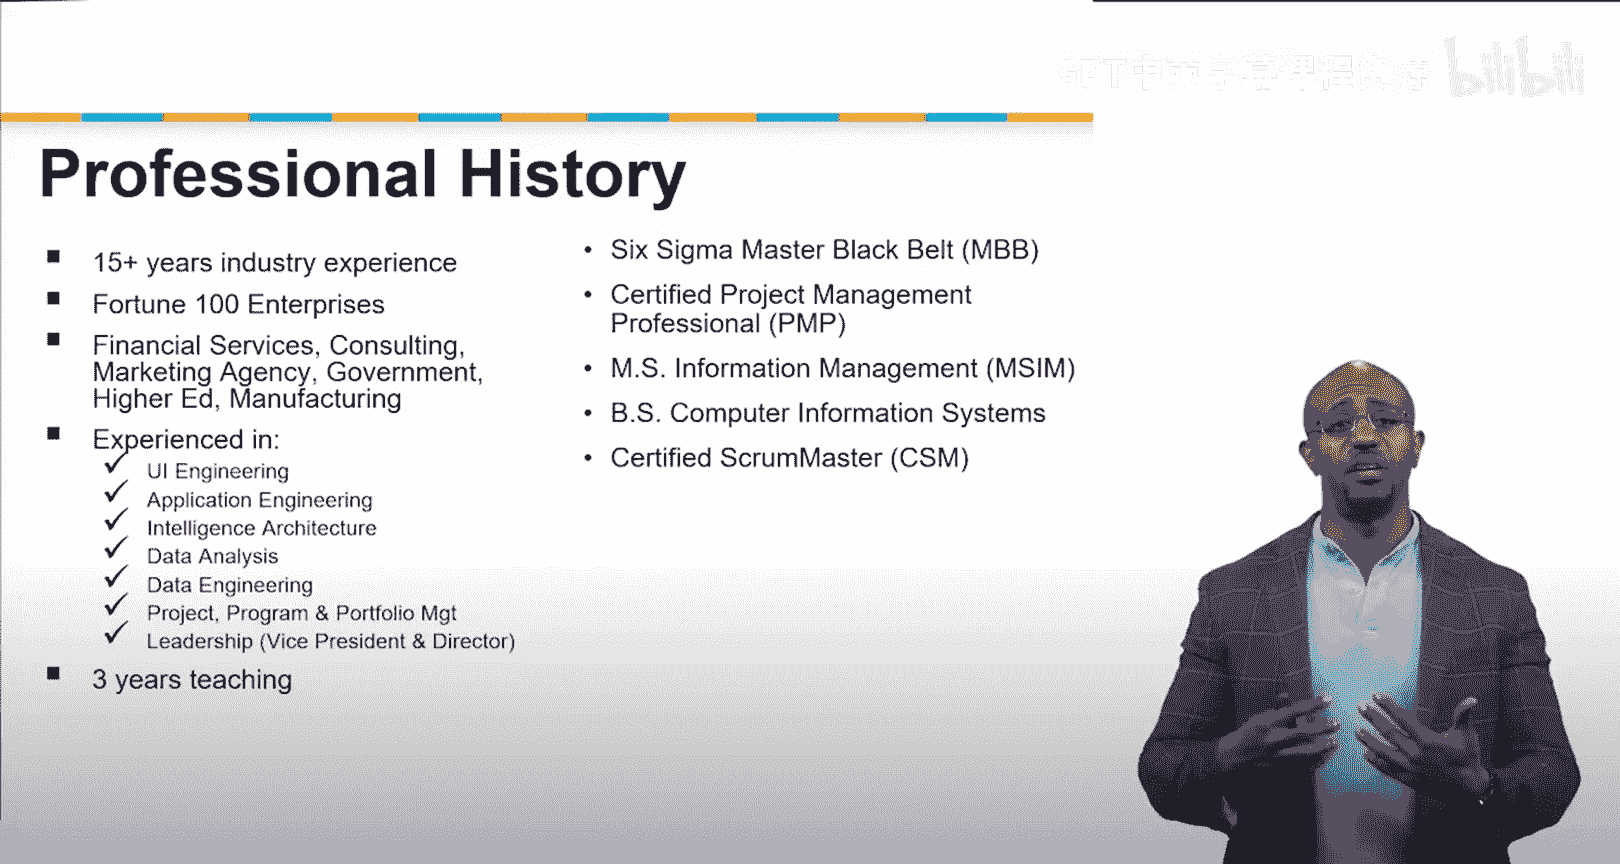 bilibili
Professional History
15+ years industry experience
Fortune 100 Enterprises
Financial Services, Consulting,
Marketing Agency, Government,
Higher Ed, Manufacturing
Experienced in:
UI Engineering
Application Engineering
Intelligence Architecture
Data Analysis
Data Engineering
Project, Program & Portfolio Mgt
Leadership (Vice President & Director)
3 years teaching
Six Sigma Master Black Belt (MBB)
Certified Project Management
Professional (PMP)
M.S. Information Management (MSIM)
B.S. Computer Information Systems
Certified ScrumMaster (CSM)